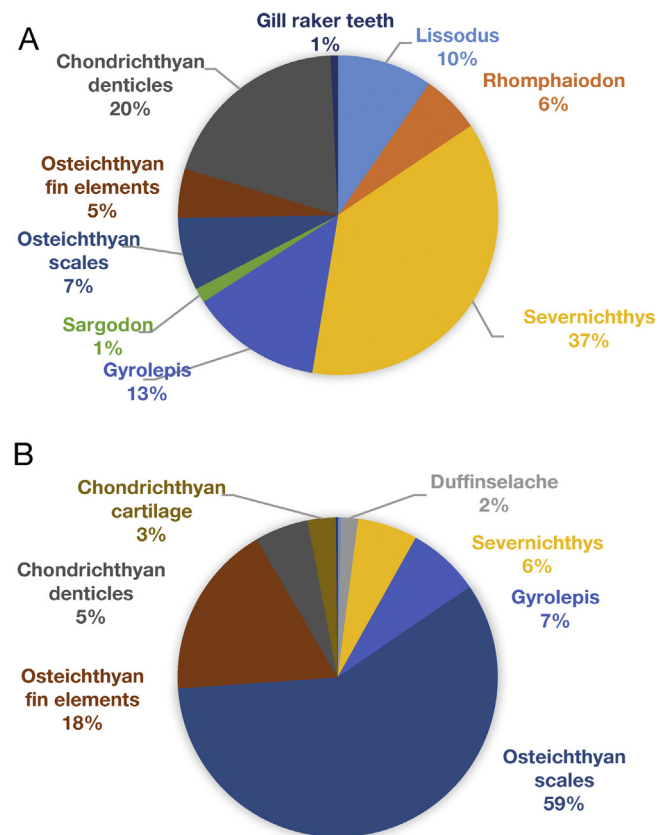 A
Gill raker teeth
1%
Lissodus
10%
Chondrichthyan
denticles
20%
Rhomphaiodon
6%
Osteichthyan
fin elements
5%
Osteichthyan
scales
7%
Severnichthys
37%
Sargodon
1%
Gyrolepis
13%
B
Chondrichthyan
cartilage
3%
Duffinselache
2%
Severnichthys
6%
Chondrichthyan
denticles
5%
Gyrolepis
7%
Osteichthyan
fin elements
18%
Osteichthyan
scales
59%